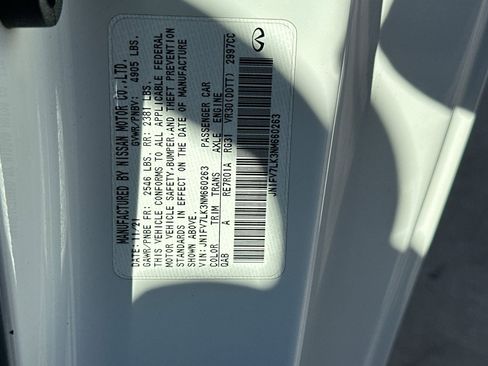 MANUFACTURED BY NISSAN MOTOR CO.,LTD.
DATE: 11/21 GVWR/PNBV: 4905 LBS.
GAWR/PNBE FR: 2546 LBS. RR: 2387 LBS.
THIS VEHICLE CONFORMS TO ALL APPLICABLE FEDERAL
MOTOR VEHICLE SAFETY,BUMPER,AND THEFT PREVENTION
STANDARDS IN EFFECT ON THE DATE OF MANUFACTURE
SHOWN ABOVE.
VIN: JN1FV7LK3NM660263 PASSENGER CAR
COLOR TRIM TRANS AXLE ENGINE
QAB A RE7R01A RG31 VR30(DDTT) 2997CC
JN1FV7LK3NM660263